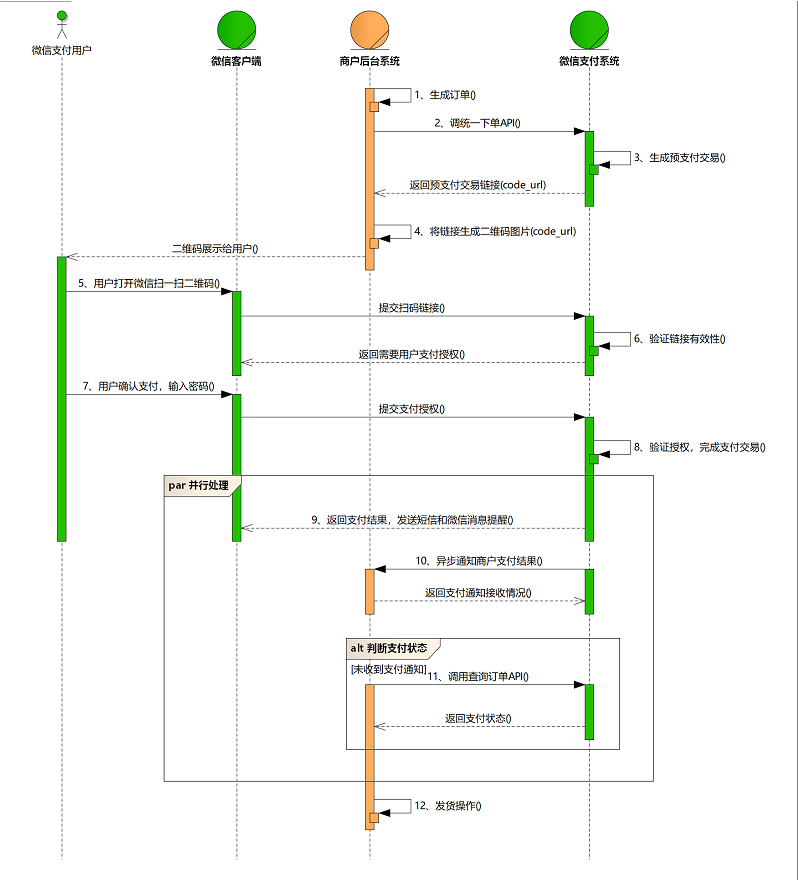 微信支付用户
微信客户端
商户后台系统
微信支付系统
1、生成订单()
2、调统一下单API()
3、生成预支付交易()
返回预支付交易链接(code_url)
4、将链接生成二维码图片(code_url)
二维码展示给用户()
5、用户打开微信扫一扫二维码()
提交扫码链接()
6、验证链接有效性()
返回需要用户支付授权()
7、用户确认支付，输入密码()
提交支付授权()
8、验证授权，完成支付交易()
par 并行处理
9、返回支付结果，发送短信和微信消息提醒()
10、异步通知商户支付结果()
返回支付通知接收情况()
alt 判断支付状态
[未收到支付通知]
11、调用查询订单API()
返回支付状态()
12、发货操作()